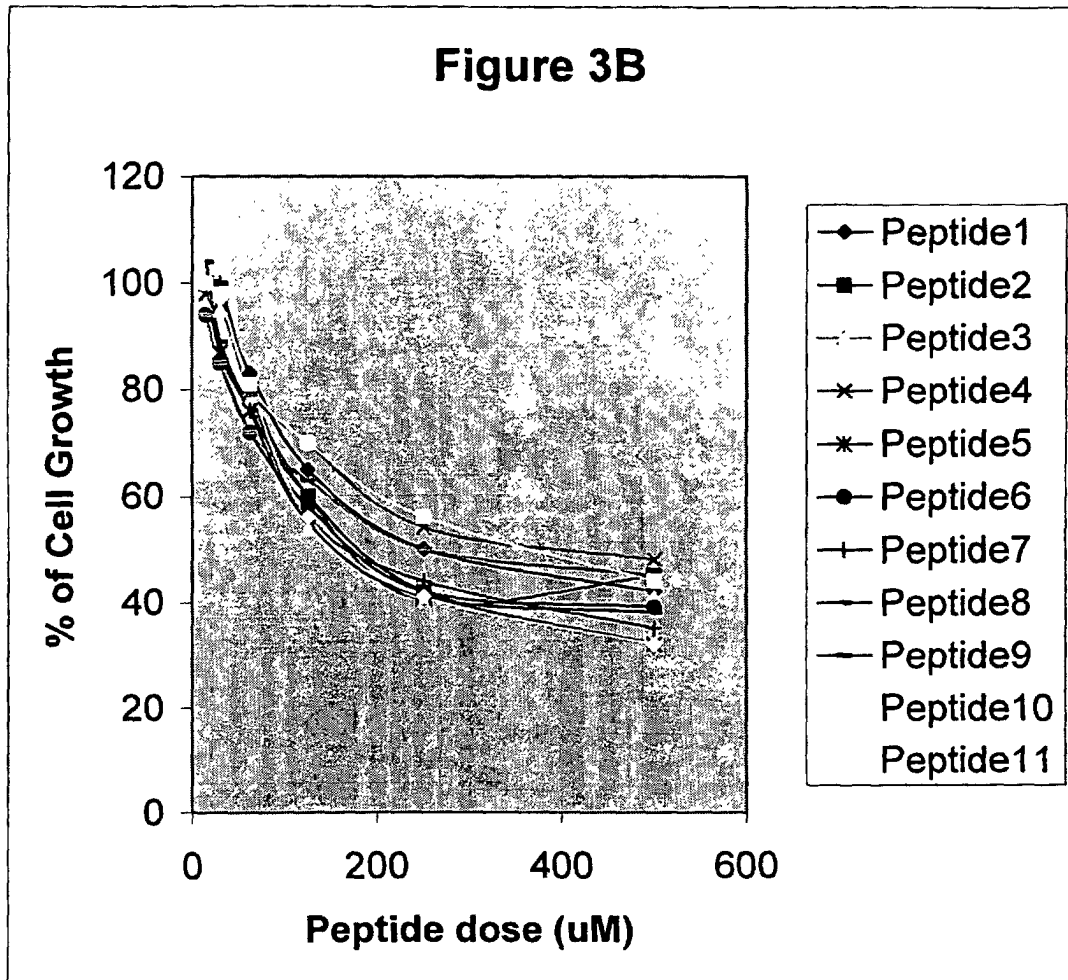 Figure 3B
120
100
80
60
40
20
0
% of Cell Growth
0 200 400 600
Peptide dose (uM)
Peptide1
Peptide2
Peptide3
Peptide4
Peptide5
Peptide6
Peptide7
Peptide8
Peptide9
Peptide10
Peptide11